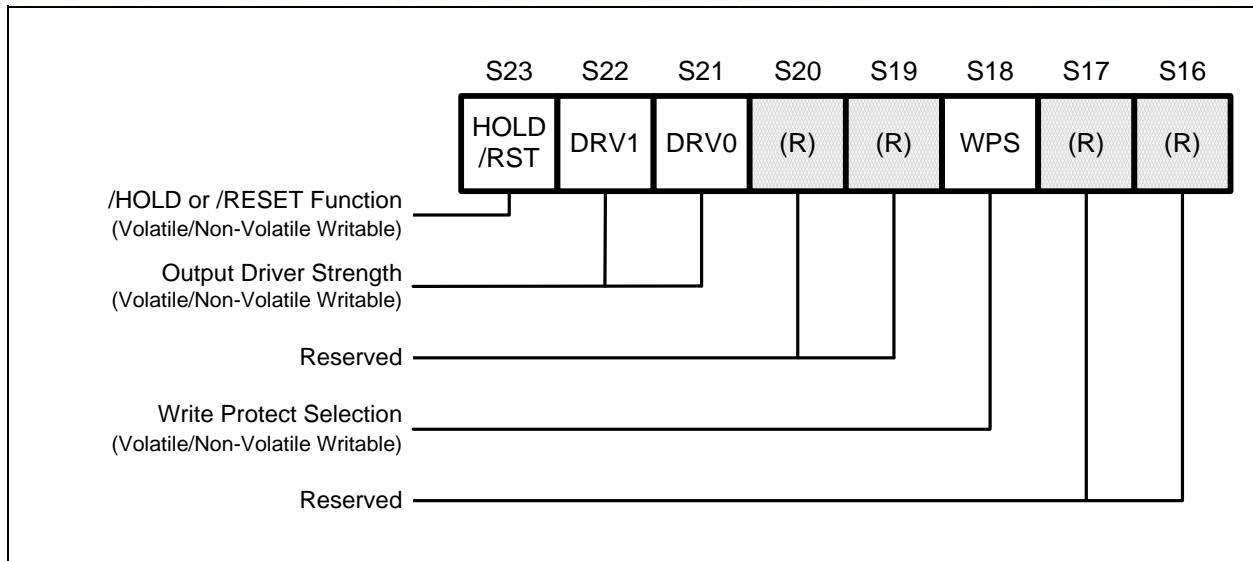 S23 S22 S21 S20 S19 S18 S17 S16
HOLD
/RST
DRV1 DRV0 (R) (R) WPS (R) (R)
/HOLD or /RESET Function
(Volatile/Non-Volatile Writable)
Output Driver Strength
(Volatile/Non-Volatile Writable)
Reserved
Write Protect Selection
(Volatile/Non-Volatile Writable)
Reserved